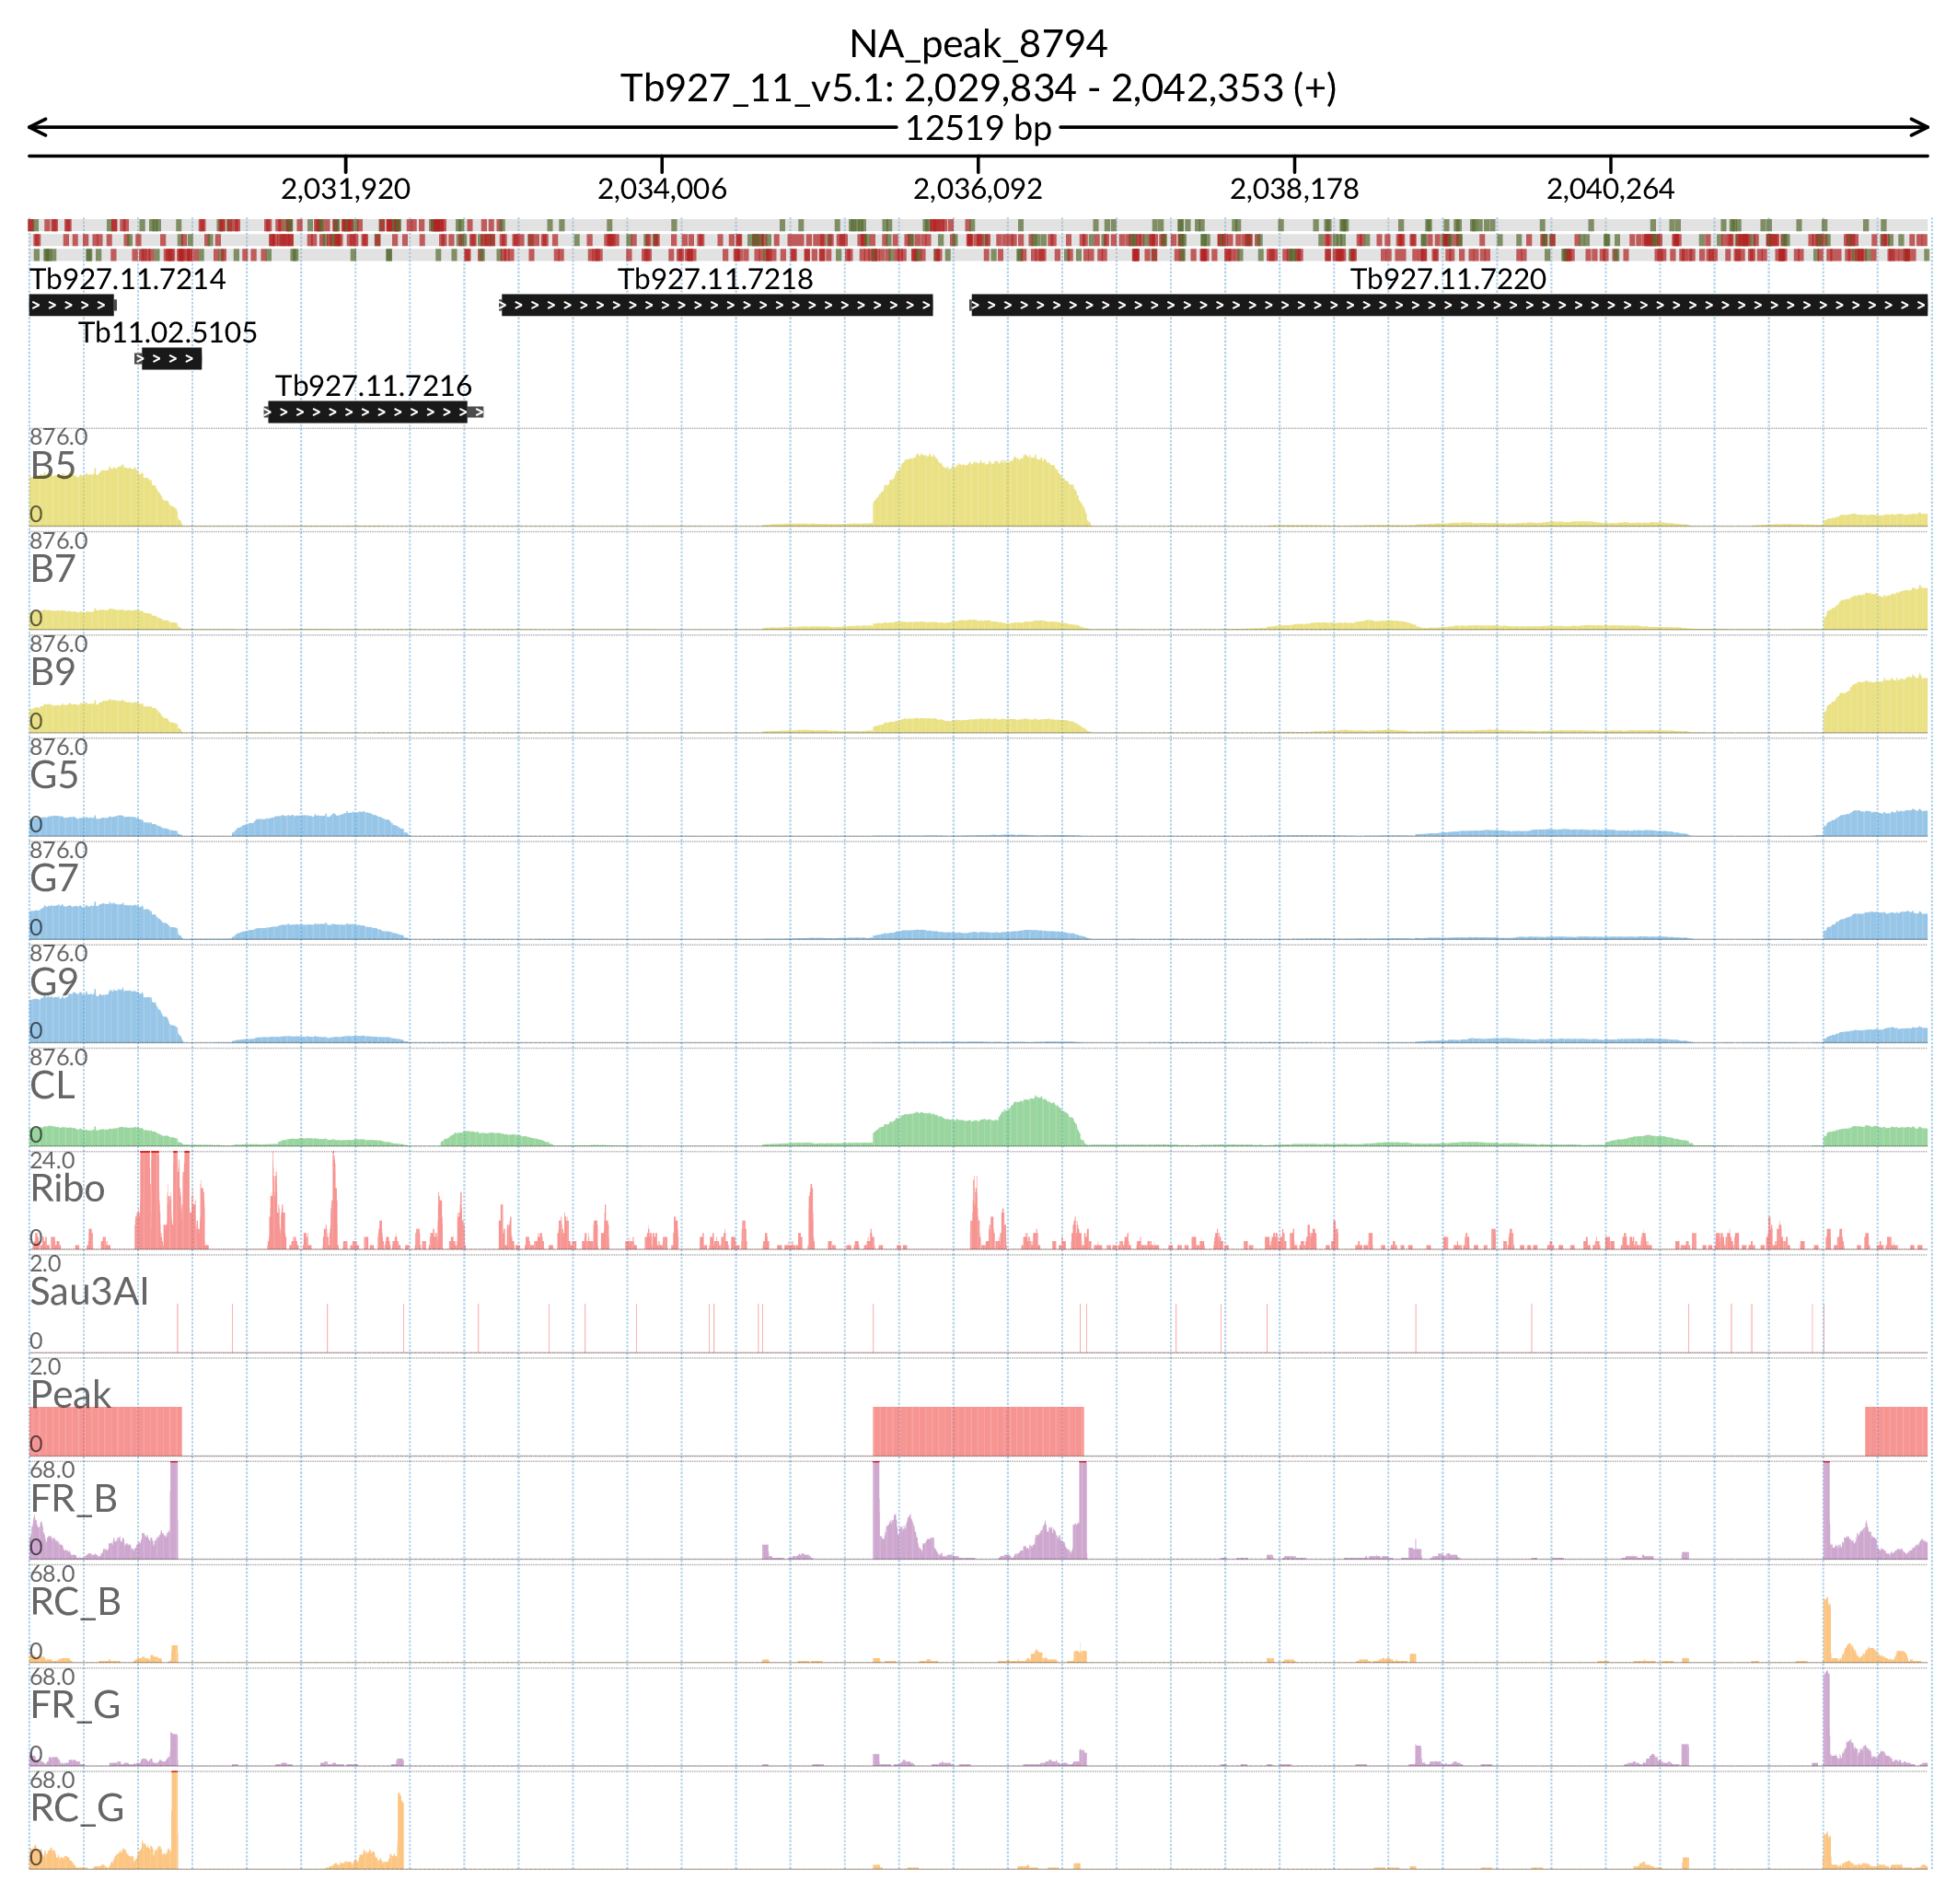 NA_peak_8794
Tb927_11_v5.1: 2,029,834 - 2,042,353 (+)
12519 bp
2,031,920 2,034,006 2,036,092 2,038,178 2,040,264
Tb927.11.7214 Tb927.11.7218 Tb927.11.7220
Tb11.02.5105
Tb927.11.7216
876.0
B5
0
876.0
B7
0
876.0
B9
0
876.0
G5
0
876.0
G7
0
876.0
G9
0
876.0
CL
0
24.0
Ribo
0
2.0
Sau3AI
0
2.0
Peak
0
68.0
FR_B
0
68.0
RC_B
0
68.0
FR_G
0
68.0
RC_G
0